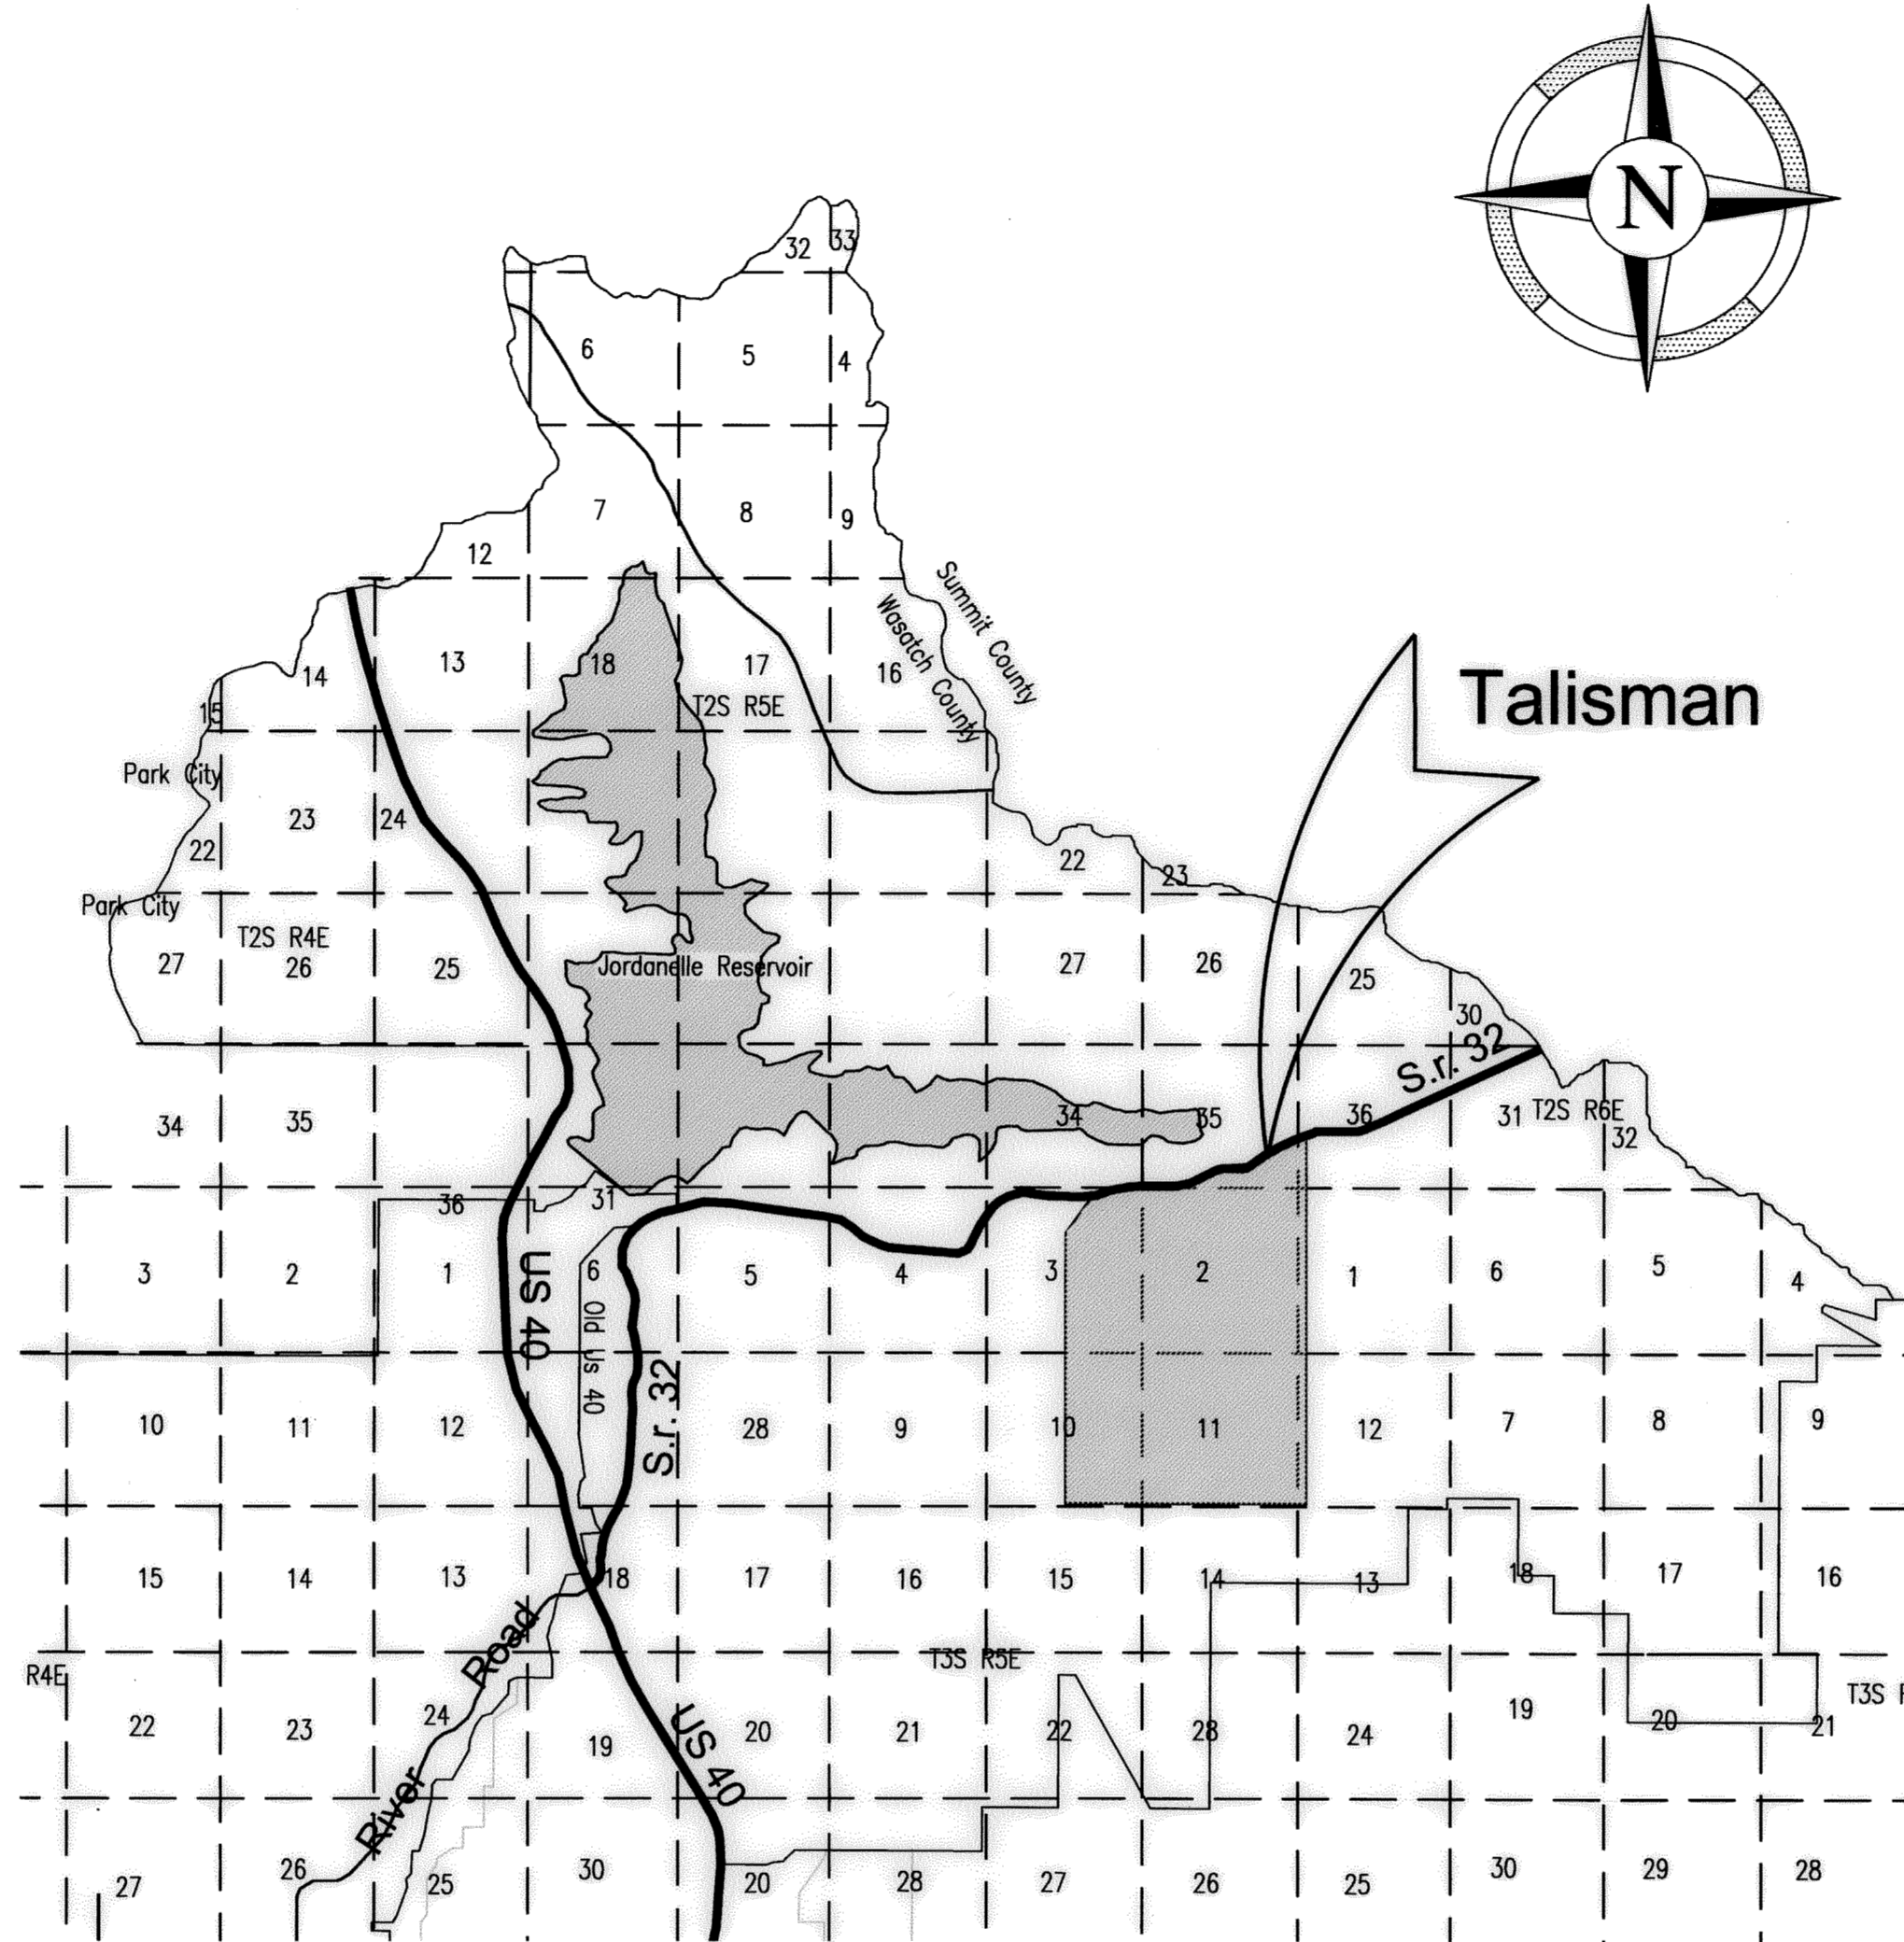 N
32 33
6 5 4
7 8 9
12
Summit County
Wasatch County
14 13 18 17 16
15
T2S R5E
Talisman
Park City
23 24
22
22
23
Park City
T2S R4E
27 26 25
Jordanelle Reservoir
27 26 25
30
S.r. 32
34 35
34 35 36 31 T2S R6E
32
36 31
3 2 1 6 5 4 3 2 1 6 5 4
US 40
Old Us 40
S.r. 32
10 11 12 28 9 10 11 12 7 8 9
15 14 13 18 17 16 15 14 13 18 17 16
River Road
R4E
T3S R5E
T3S
22 23 24 19 20 21 22 28 24 19 20 21
US 40
27 26 25 30 20 28 27 26 25 30 29 28